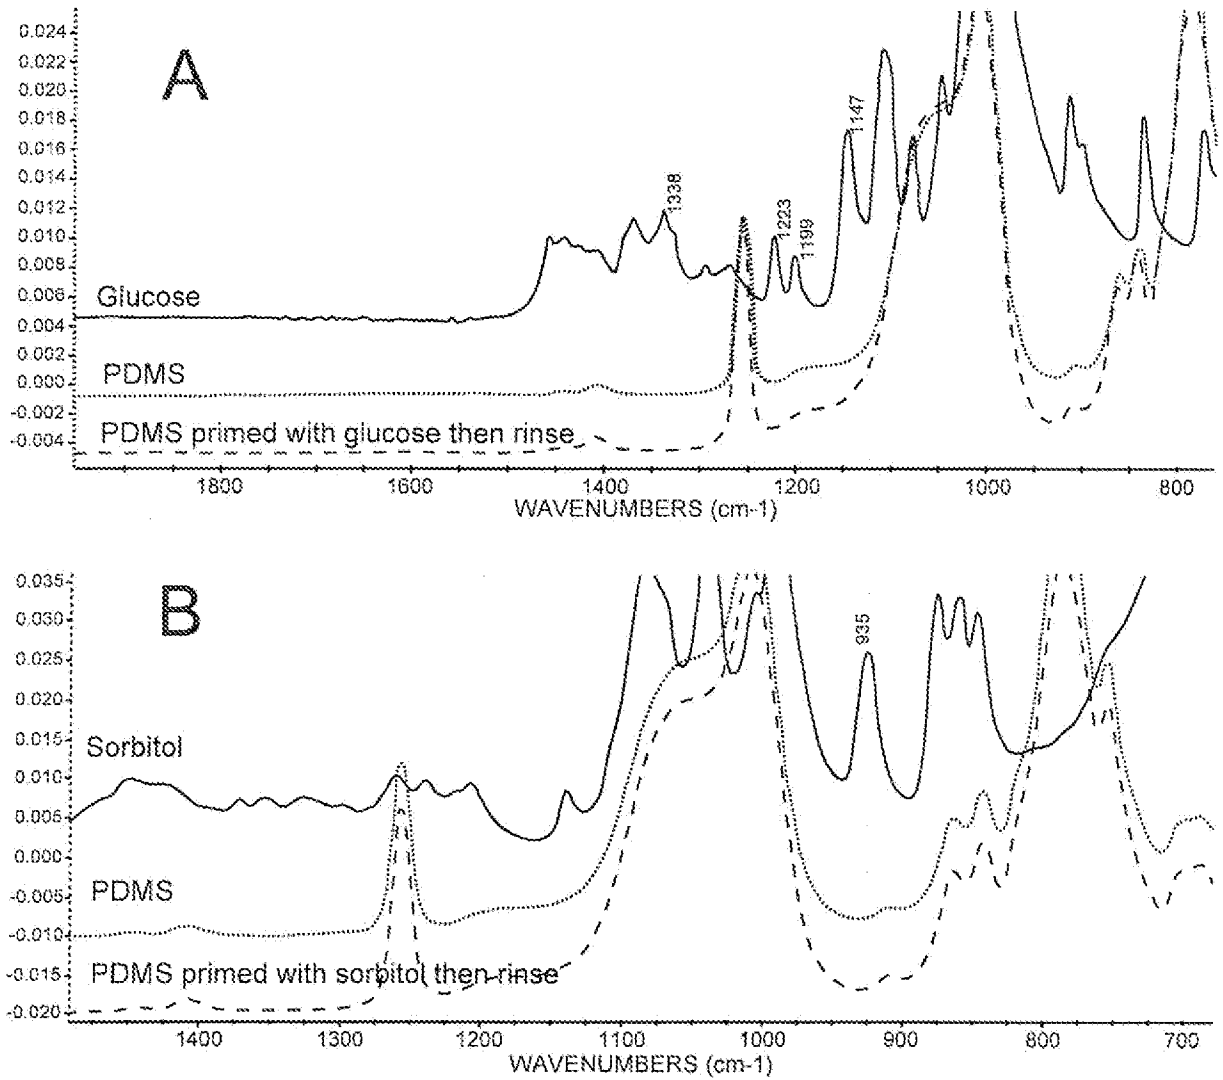 A
0.024
0.022
0.020
0.018
0.016
0.014
0.012
0.010
0.008
0.006
0.004
0.002
0.000
-0.002
-0.004
1338
1223
1199
1147
Glucose
PDMS
PDMS primed with glucose then rinse
1800 1600 1400 1200 1000 800
WAVENUMBERS (cm-1)
B
0.035
0.030
0.025
0.020
0.015
0.010
0.005
0.000
-0.005
-0.010
-0.015
-0.020
935
Sorbitol
PDMS
PDMS primed with sorbitol then rinse
1400 1300 1200 1100 1000 900 800 700
WAVENUMBERS (cm-1)